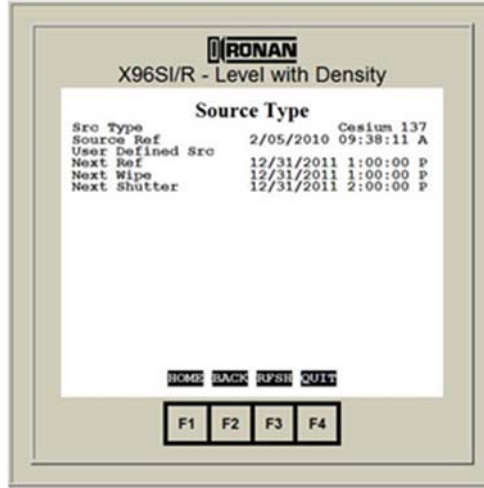 RONAN
X96SI/R - Level with Density
Source Type
Src Type Cesium 137
Source Ref 2/05/2010 09:38:11 A
User Defined Src
Next Ref 12/31/2011 1:00:00 P
Next Wipe 12/31/2011 1:00:00 P
Next Shutter 12/31/2011 2:00:00 P
HOME BACK RFSH QUIT
F1 F2 F3 F4